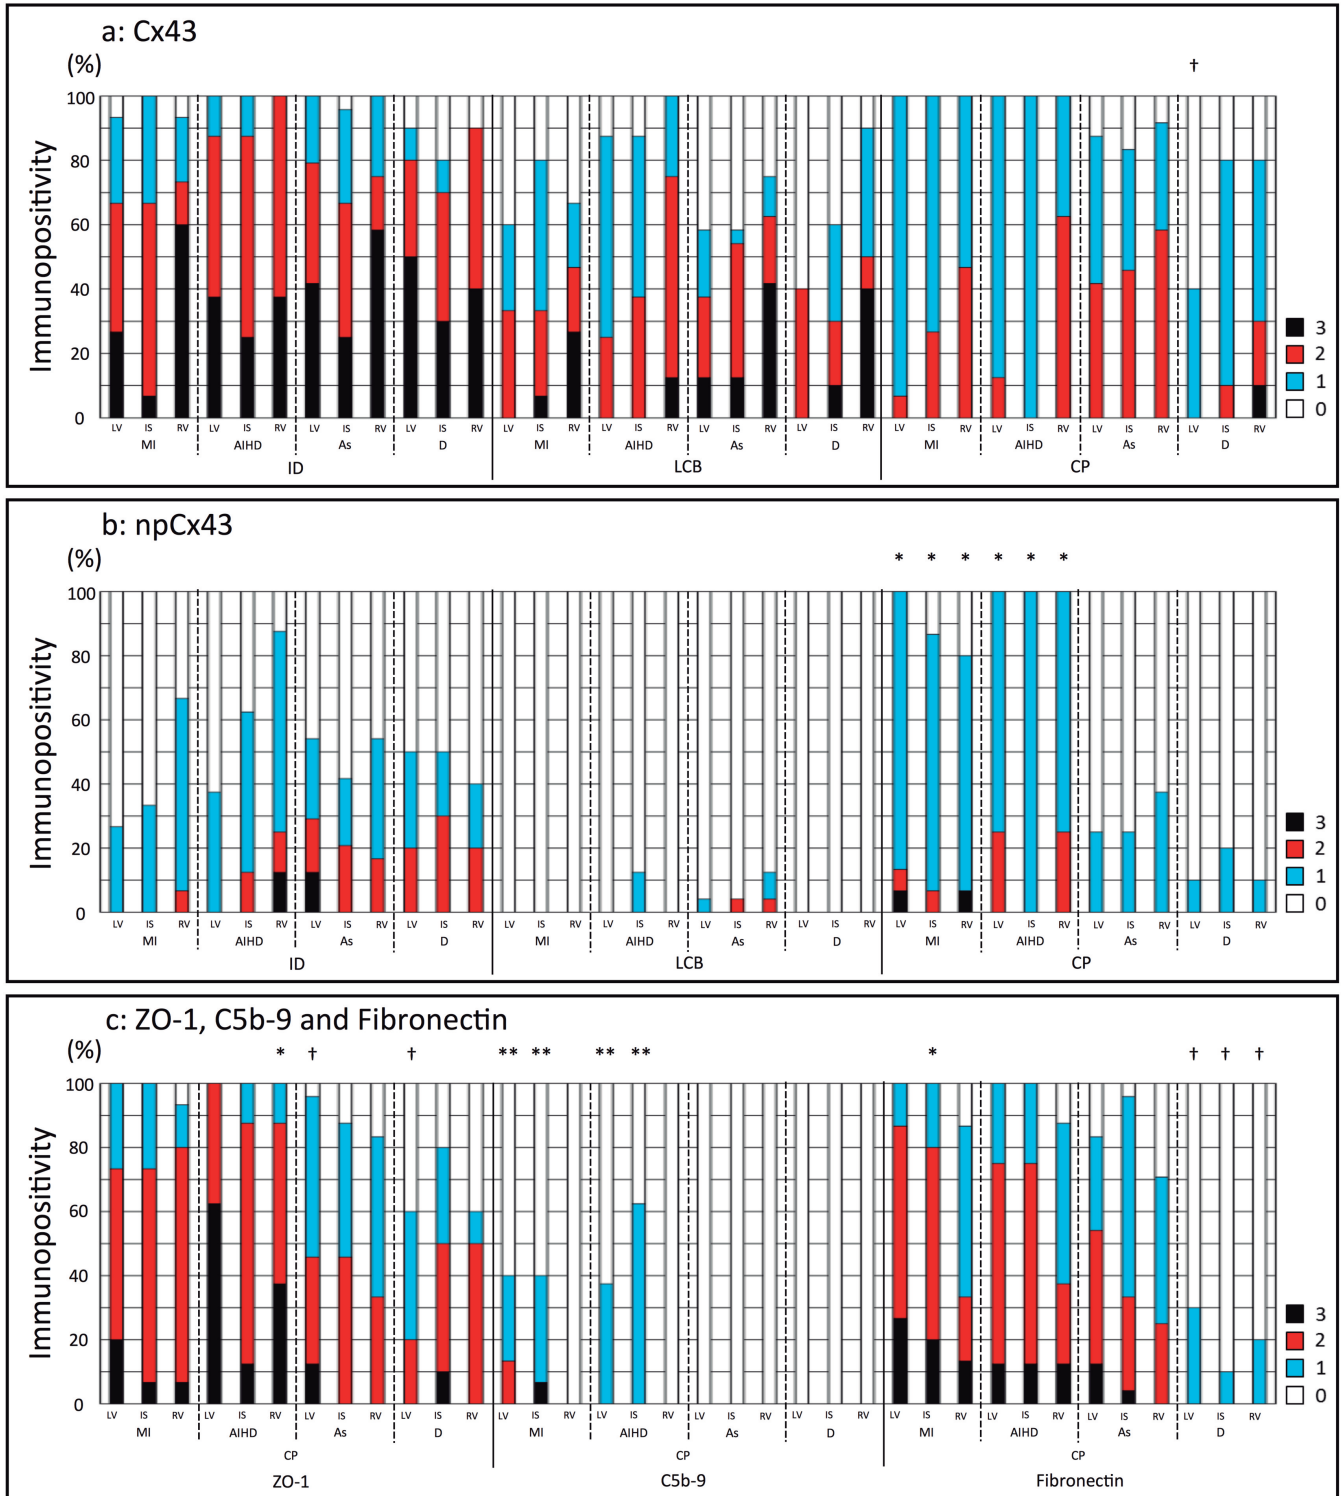 a: Cx43
(%)
†
Immunopositivity
100
80
60
40
20
0
3
2
1
0
LV IS RV LV IS RV LV IS RV LV IS RV LV IS RV LV IS RV LV IS RV LV IS RV LV IS RV LV IS RV LV IS RV LV IS RV
MI AIHD As D MI AIHD As D MI AIHD As D
ID LCB CP
b: npCx43
(%)
* * * * * *
Immunopositivity
100
80
60
40
20
0
3
2
1
0
LV IS RV LV IS RV LV IS RV LV IS RV LV IS RV LV IS RV LV IS RV LV IS RV LV IS RV LV IS RV LV IS RV LV IS RV
MI AIHD As D MI AIHD As D MI AIHD As D
ID LCB CP
c: ZO-1, C5b-9 and Fibronectin
(%)
* † † ** ** ** ** * † † †
Immunopositivity
100
80
60
40
20
0
3
2
1
0
LV IS RV LV IS RV LV IS RV LV IS RV LV IS RV LV IS RV LV IS RV LV IS RV LV IS RV LV IS RV LV IS RV LV IS RV
MI AIHD As D MI AIHD As D MI AIHD As D
CP CP CP
ZO-1 C5b-9 Fibronectin